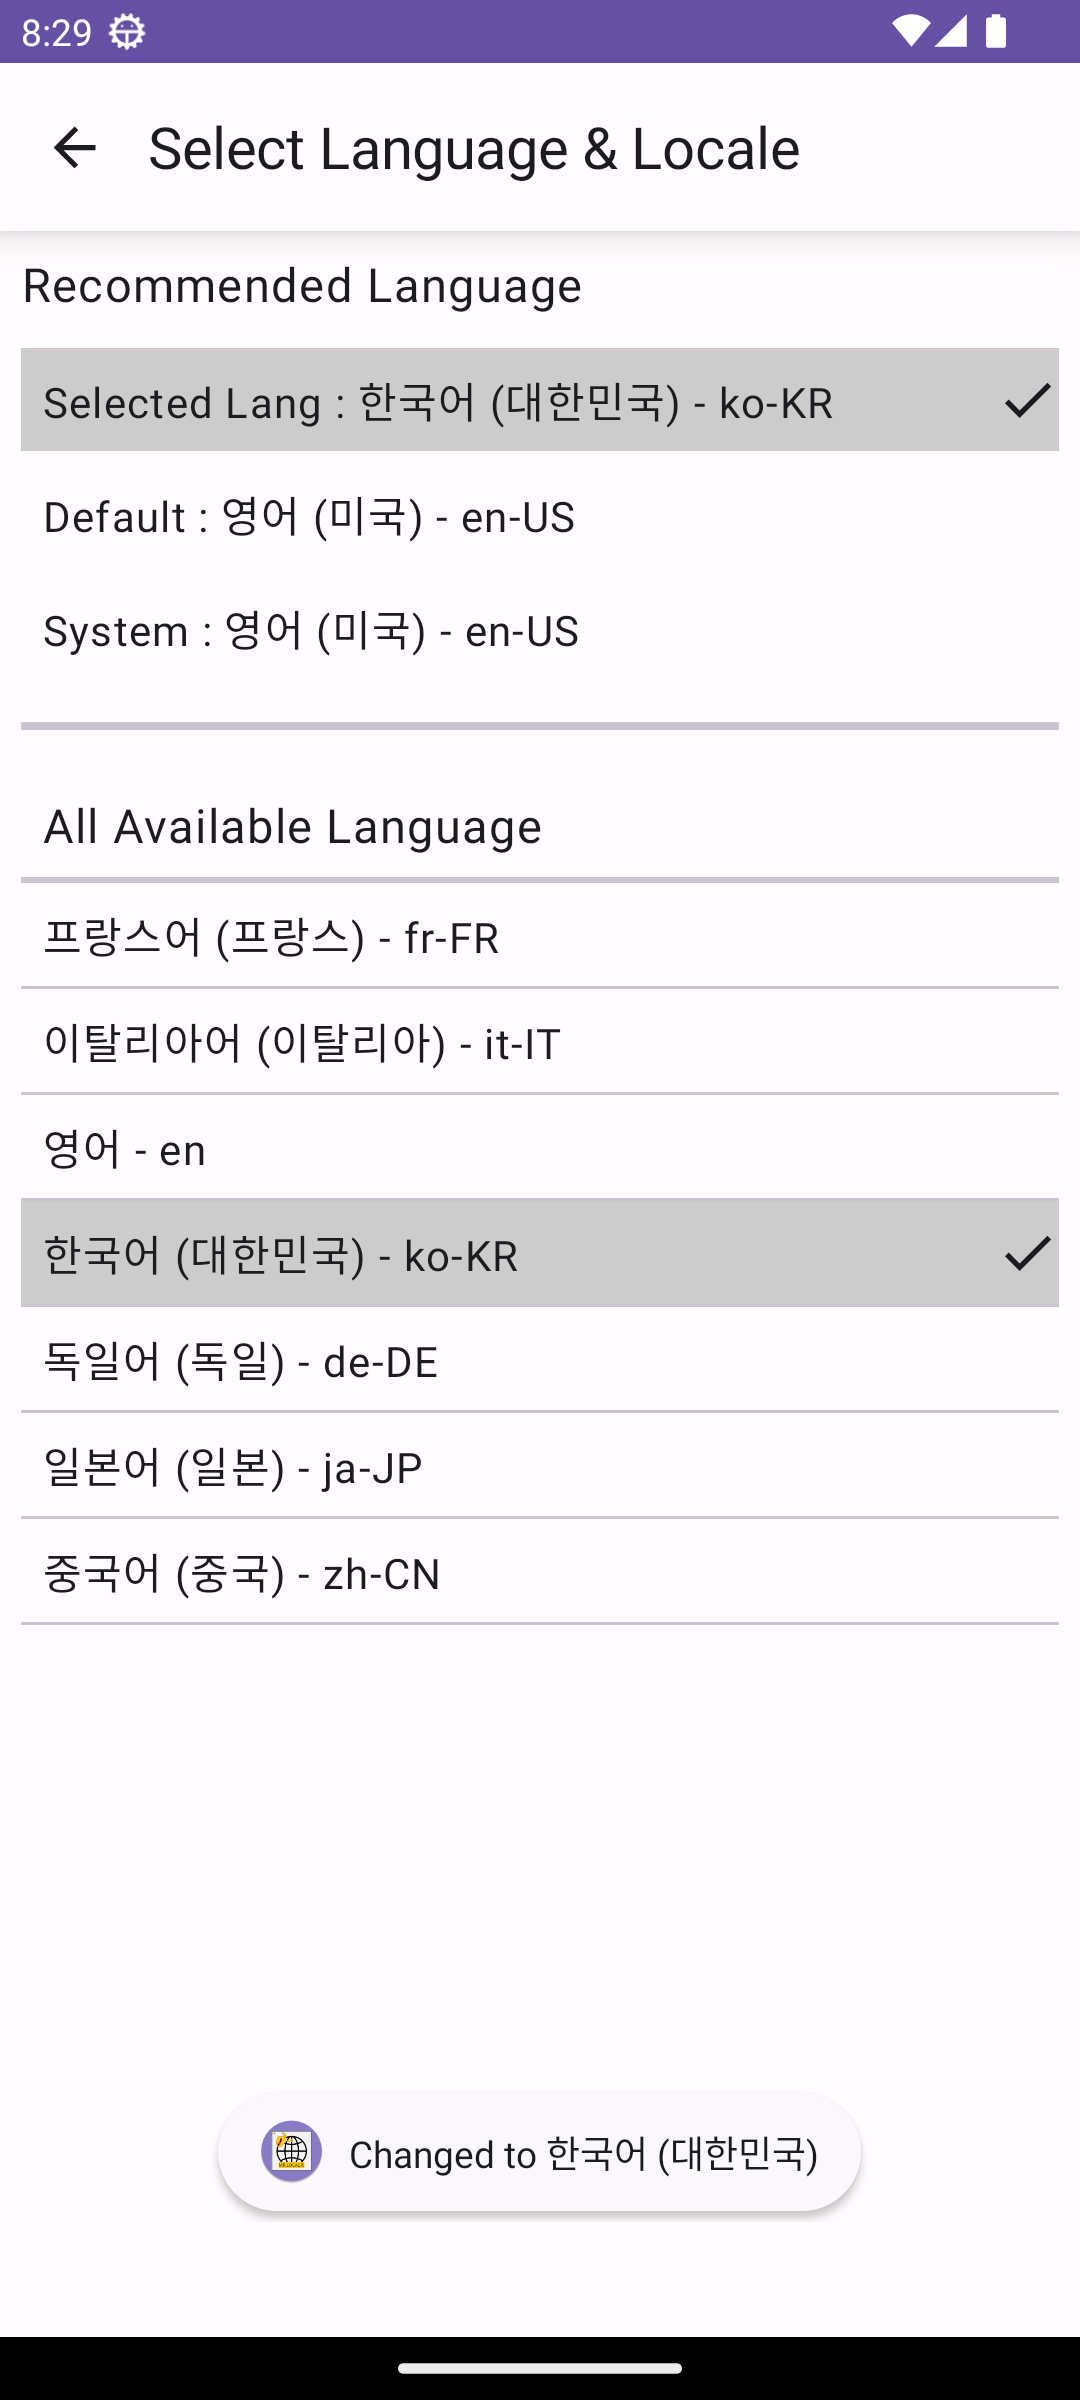 8:29
Select Language & Locale
Recommended Language
Selected Lang : 한국어 (대한민국) - ko-KR
Default : 영어 (미국) - en-US
System : 영어 (미국) - en-US
All Available Language
프랑스어 (프랑스) - fr-FR
이탈리아어 (이탈리아) - it-IT
영어 - en
한국어 (대한민국) - ko-KR
독일어 (독일) - de-DE
일본어 (일본) - ja-JP
중국어 (중국) - zh-CN
Changed to 한국어 (대한민국)